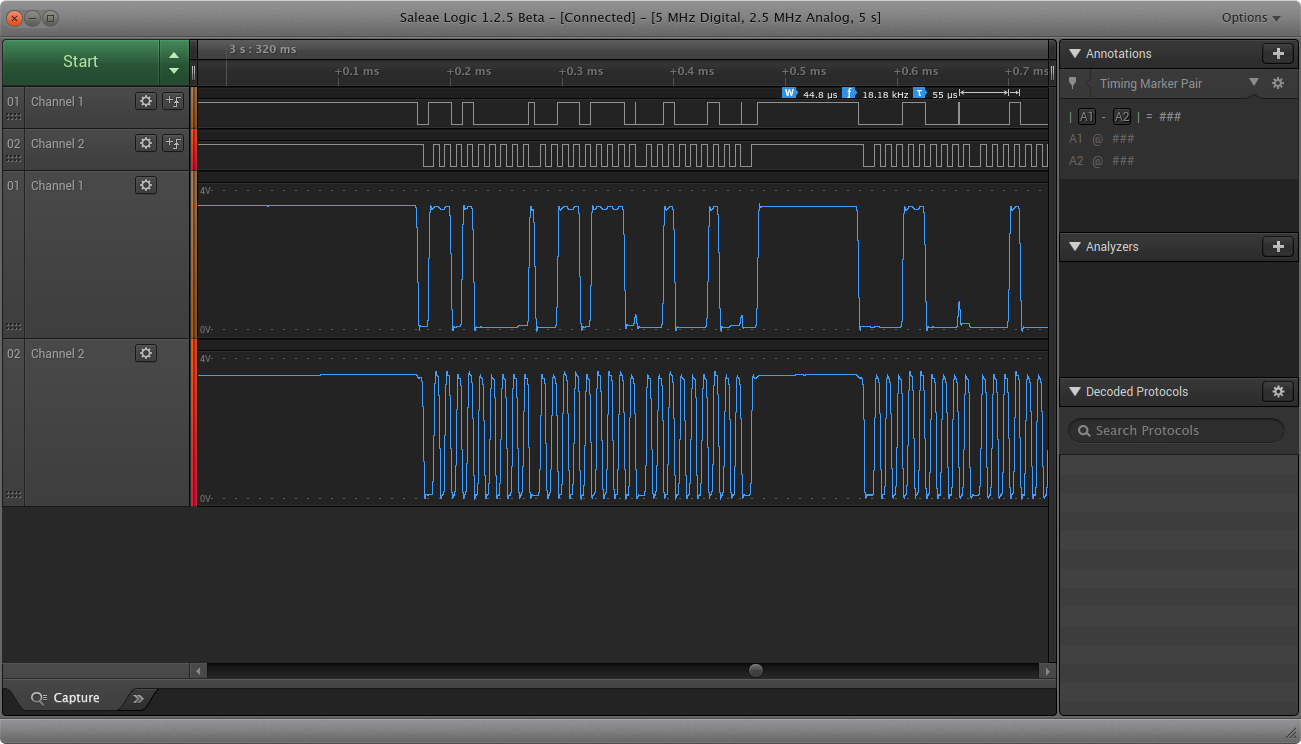 Saleae Logic 1.2.5 Beta - [Connected] - [5 MHz Digital, 2.5 MHz Analog, 5 s]
Options
Start
3 s : 320 ms
+0.1 ms
+0.2 ms
+0.3 ms
+0.4 ms
+0.5 ms
+0.6 ms
+0.7 ms
W 44.8 µs f 18.18 kHz τ 55 µs
01 Channel 1
02 Channel 2
01 Channel 1
4V
0V
02 Channel 2
4V
0V
Capture
Annotations
Timing Marker Pair
| A1 - A2 | = ###
A1 @ ###
A2 @ ###
Analyzers
Decoded Protocols
Search Protocols